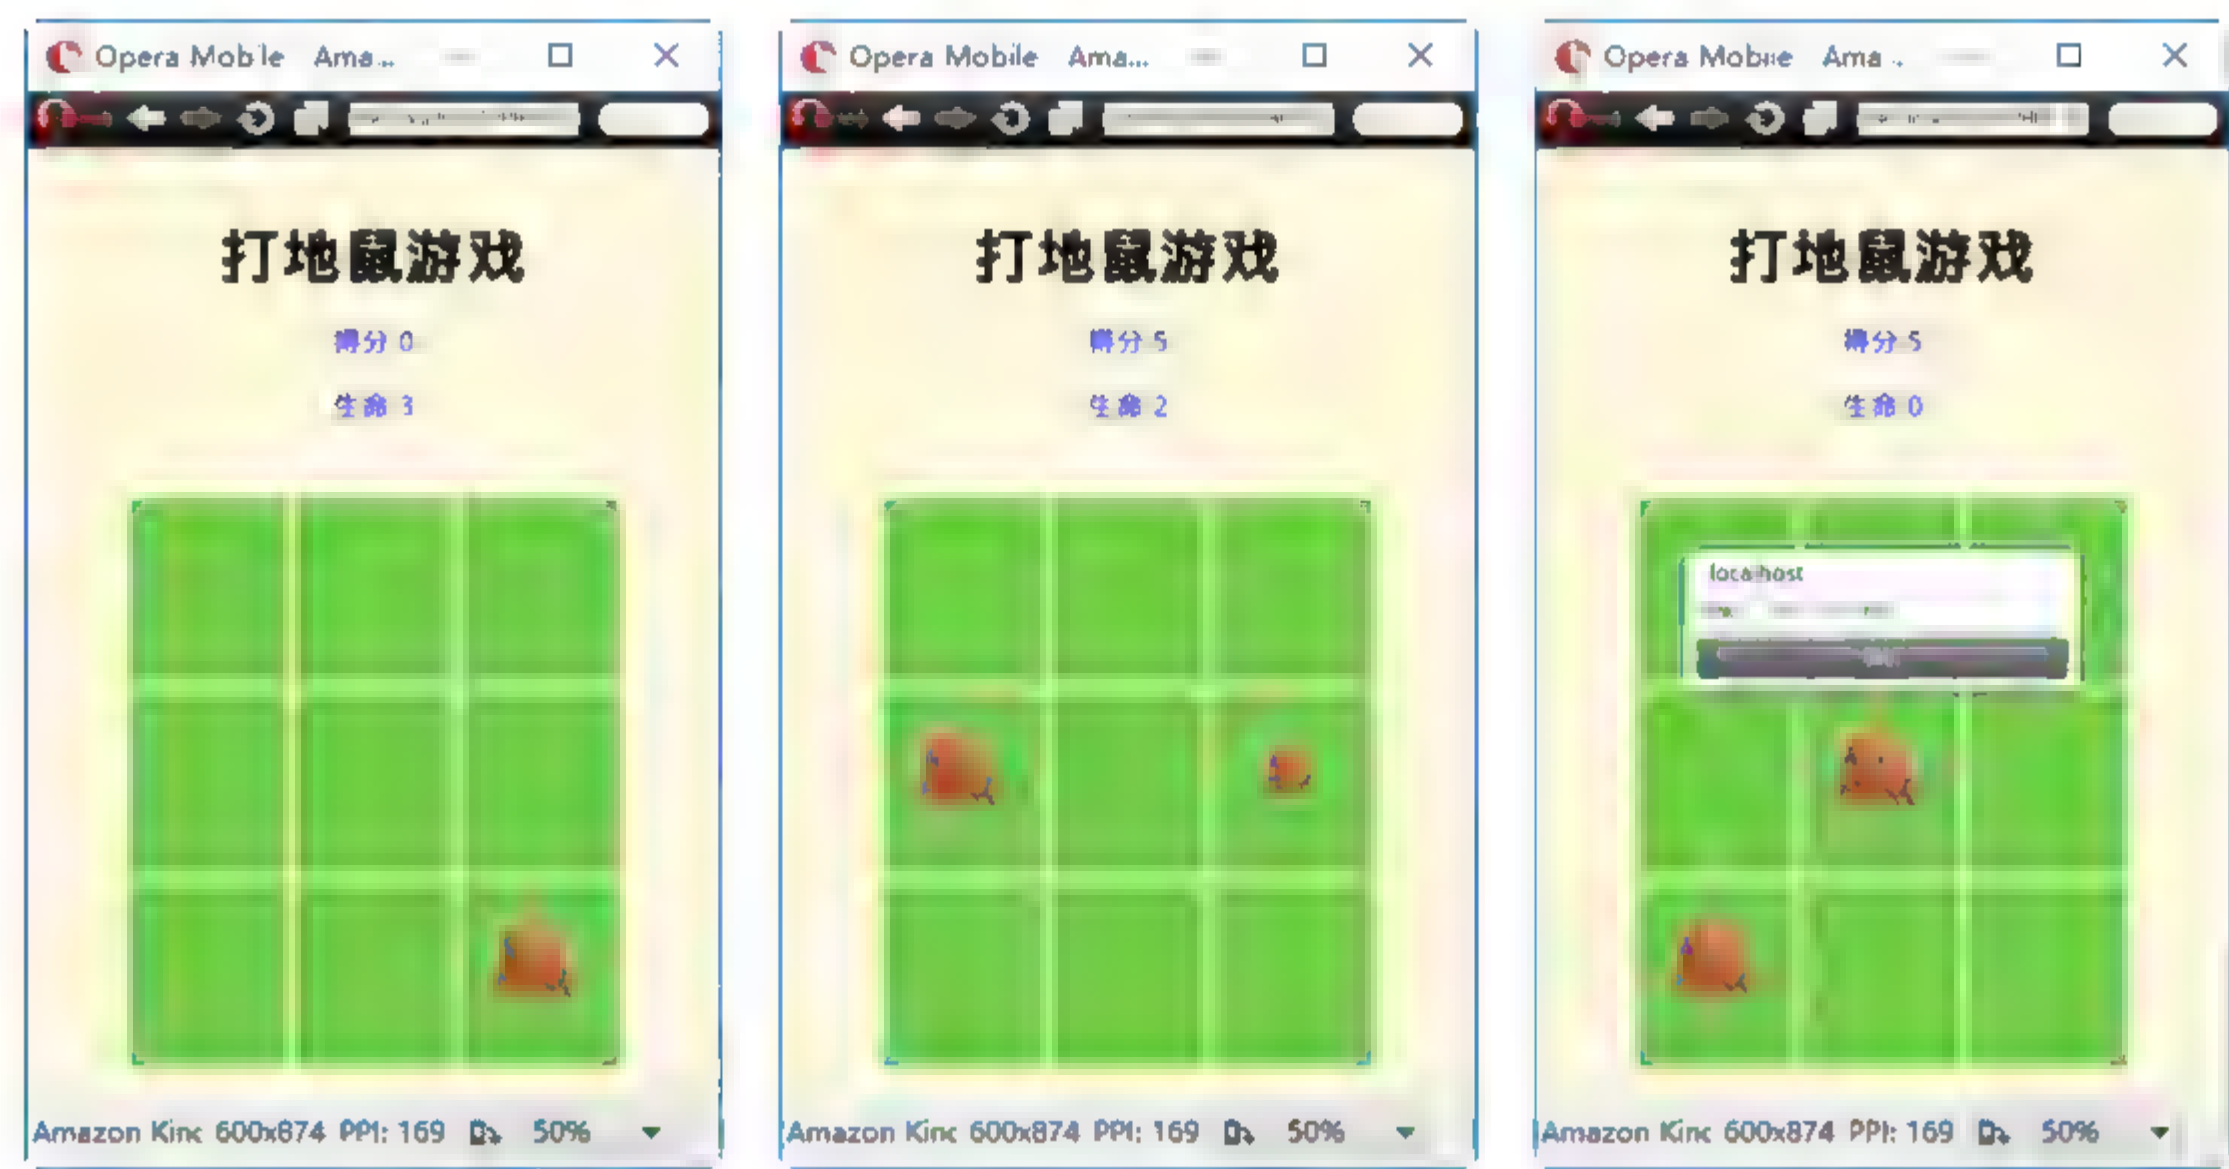 Opera Mobile Ama...
打地鼠游戏
得分 0
生命 3
Amazon Kinc 600x874 PPI: 169 50%
Opera Mobile Ama...
打地鼠游戏
得分 5
生命 2
Amazon Kinc 600x874 PPI: 169 50%
Opera Mobile Ama...
打地鼠游戏
得分 5
生命 0
localhost
Amazon Kinc 600x874 PPI: 169 50%